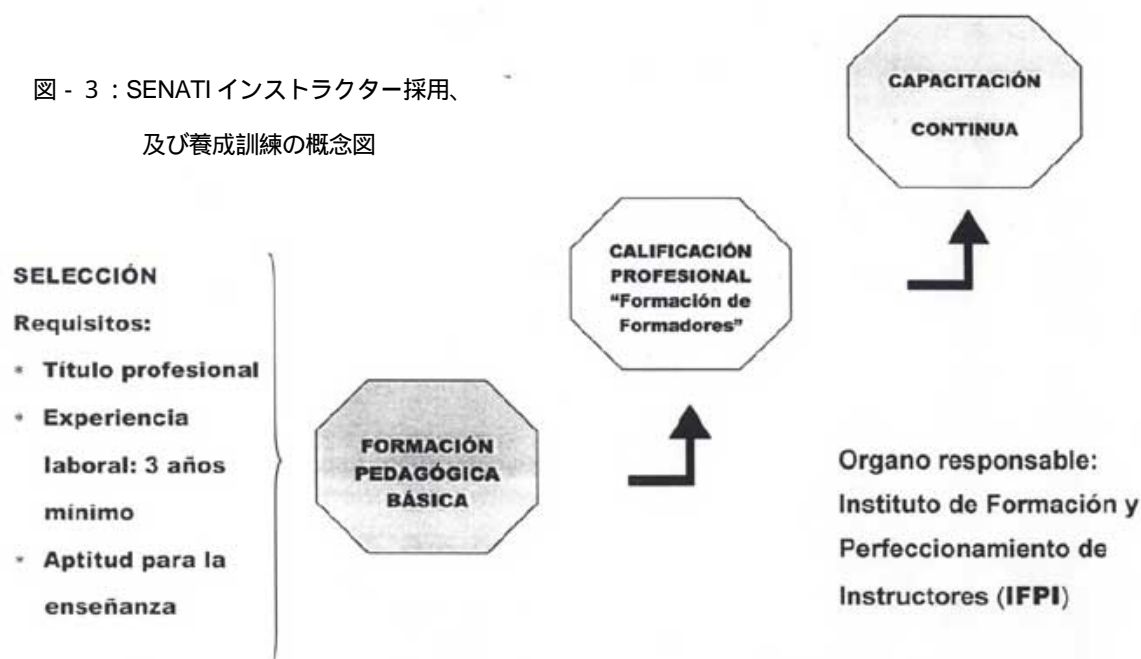 図 - 3 : SENATI インストラクター採用、
及び養成訓練の概念図
SELECCIÓN
Requisitos:
* Título profesional
* Experiencia
laboral: 3 años
mínimo
* Aptitud para la
enseñanza
FORMACIÓN
PEDAGÓGICA
BÁSICA
CALIFICACIÓN
PROFESIONAL
“Formación de
Formadores”
CAPACITACIÓN
CONTINUA
Organo responsable:
Instituto de Formación y
Perfeccionamiento de
Instructores (IFPI)